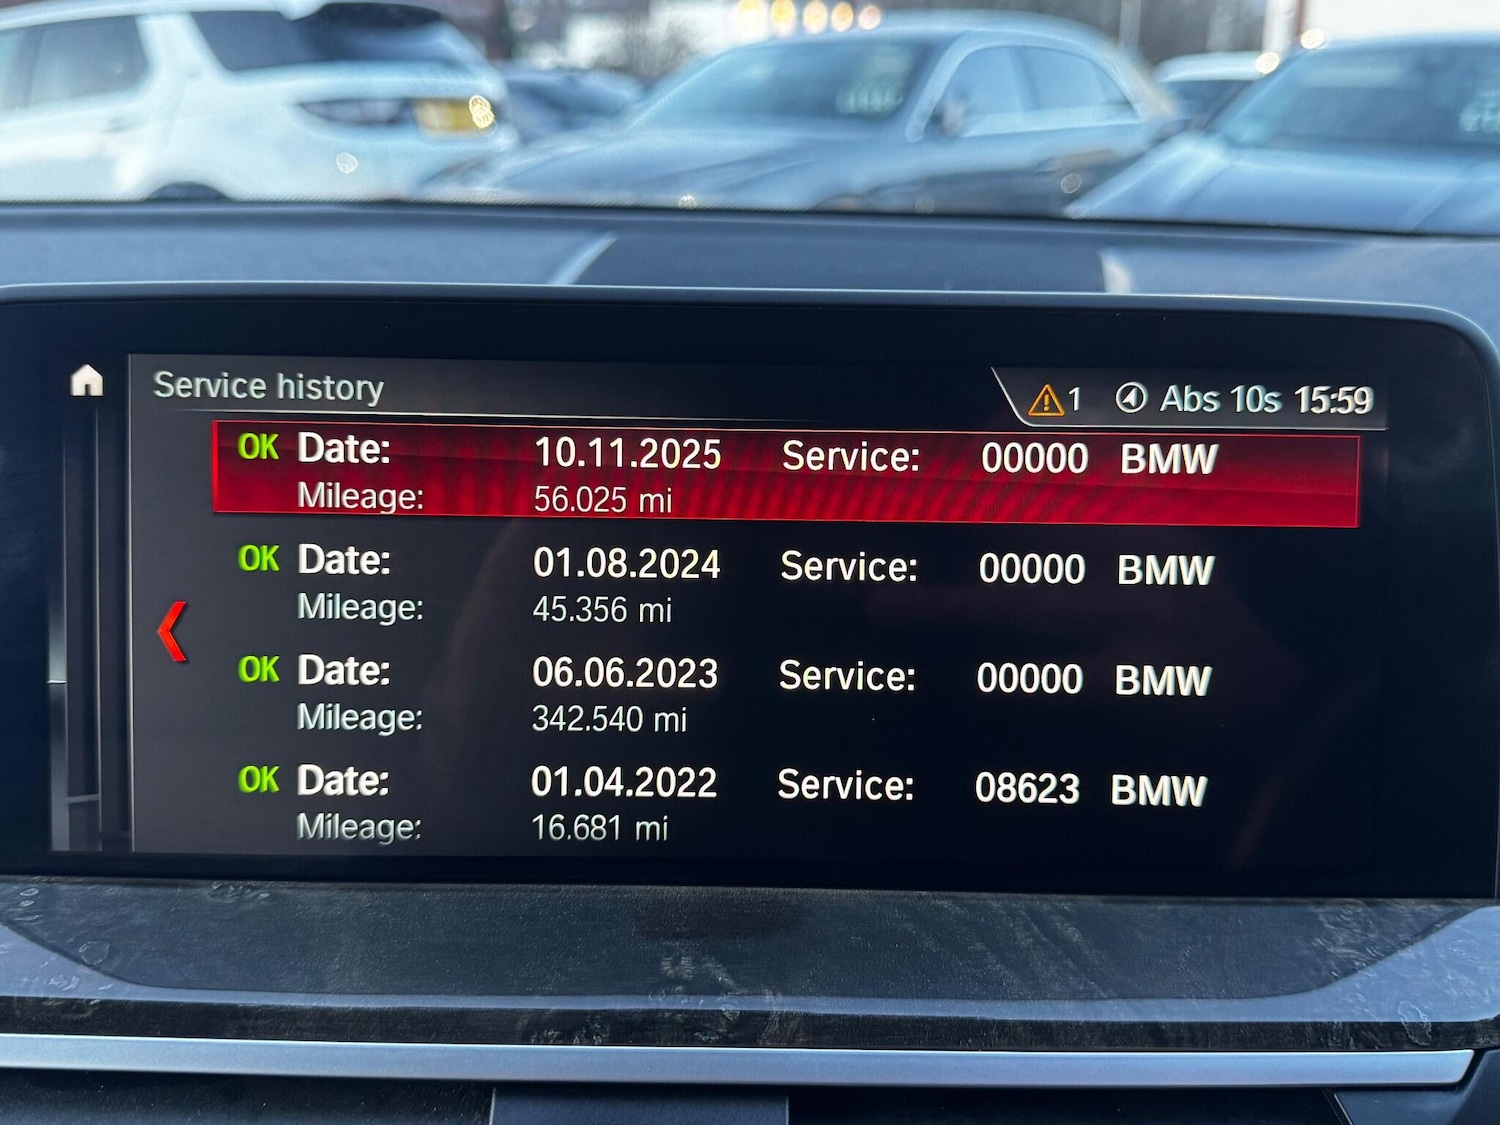 Service history
1 Abs 10s 15:59
OK Date: 10.11.2025 Service: 00000 BMW
Mileage: 56.025 mi
OK Date: 01.08.2024 Service: 00000 BMW
Mileage: 45.356 mi
OK Date: 06.06.2023 Service: 00000 BMW
Mileage: 342.540 mi
OK Date: 01.04.2022 Service: 08623 BMW
Mileage: 16.681 mi